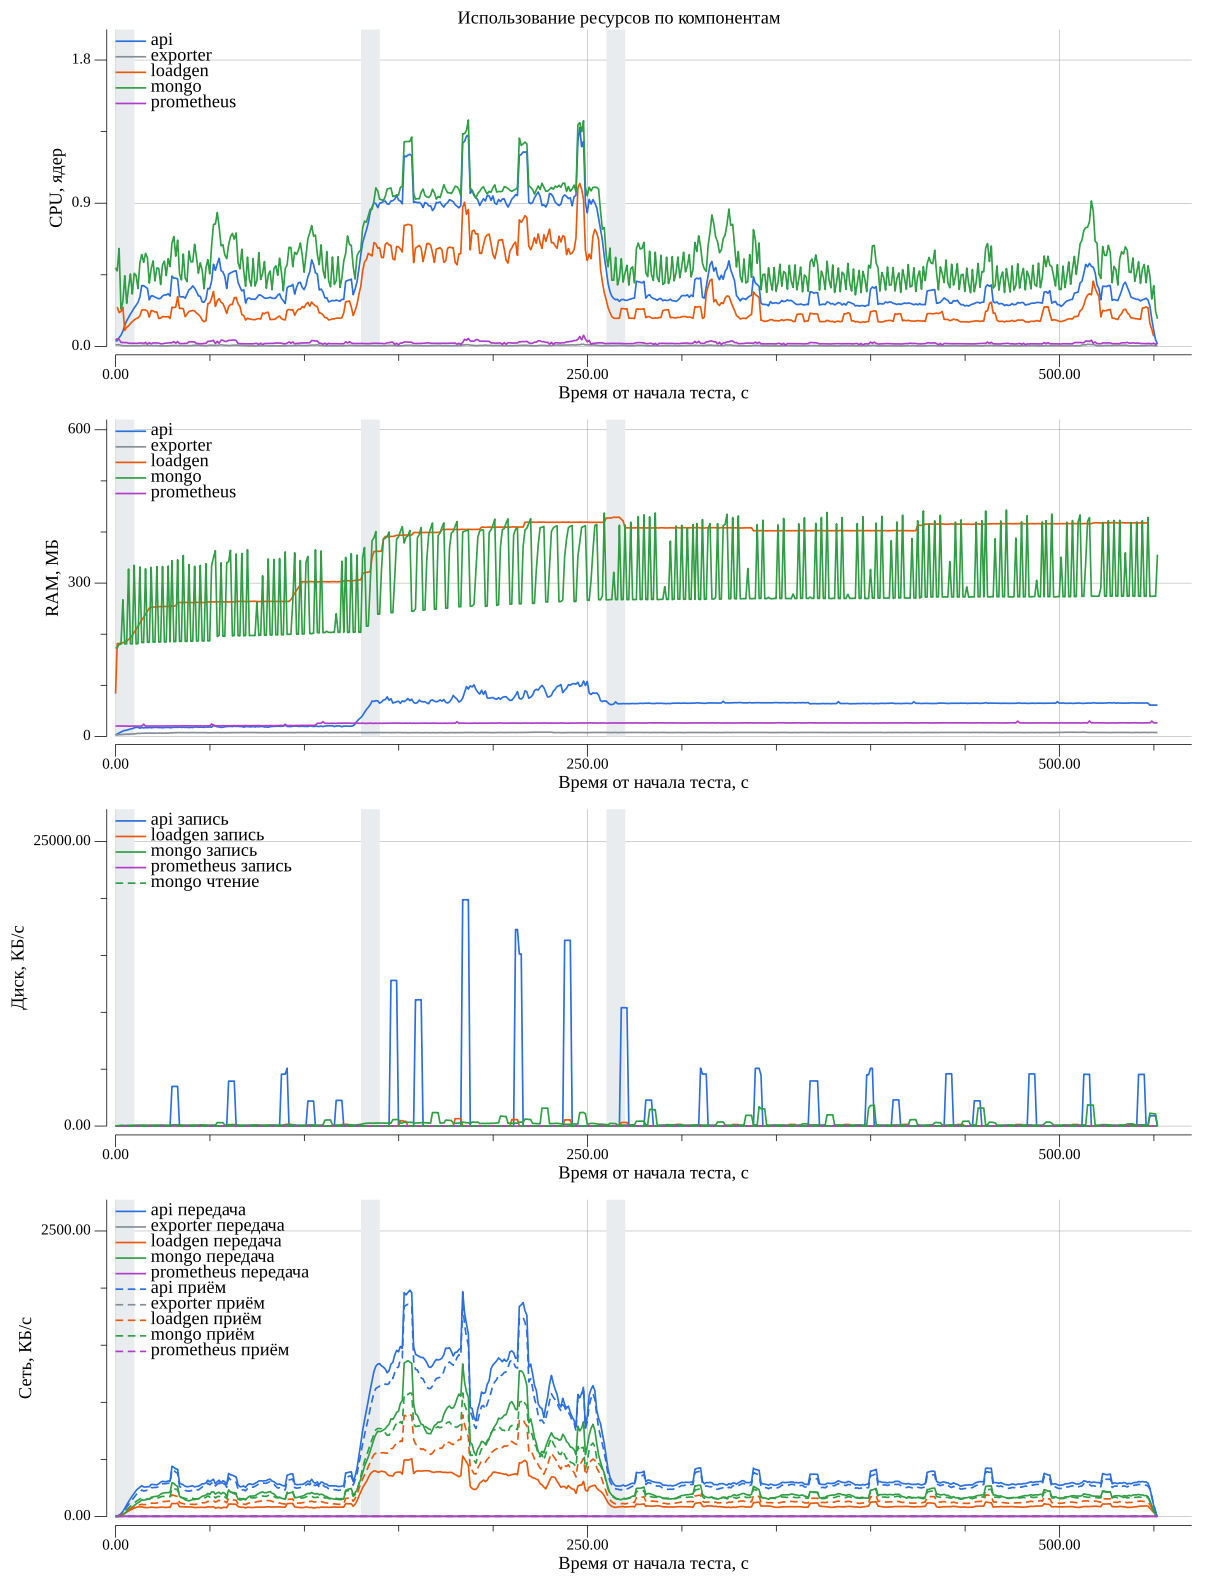 Использование ресурсов по компонентам
api
exporter
loadgen
mongo
prometheus
1.8
0.9
0.0
CPU, ядер
0.00
250.00
500.00
Время от начала теста, с
api
exporter
loadgen
mongo
prometheus
600
300
0
RAM, МБ
0.00
250.00
500.00
Время от начала теста, с
api запись
loadgen запись
mongo запись
prometheus запись
mongo чтение
25000.00
0.00
Диск, КБ/с
0.00
250.00
500.00
Время от начала теста, с
api передача
exporter передача
loadgen передача
mongo передача
prometheus передача
api приём
exporter приём
loadgen приём
mongo приём
prometheus приём
2500.00
0.00
Сеть, КБ/с
0.00
250.00
500.00
Время от начала теста, с